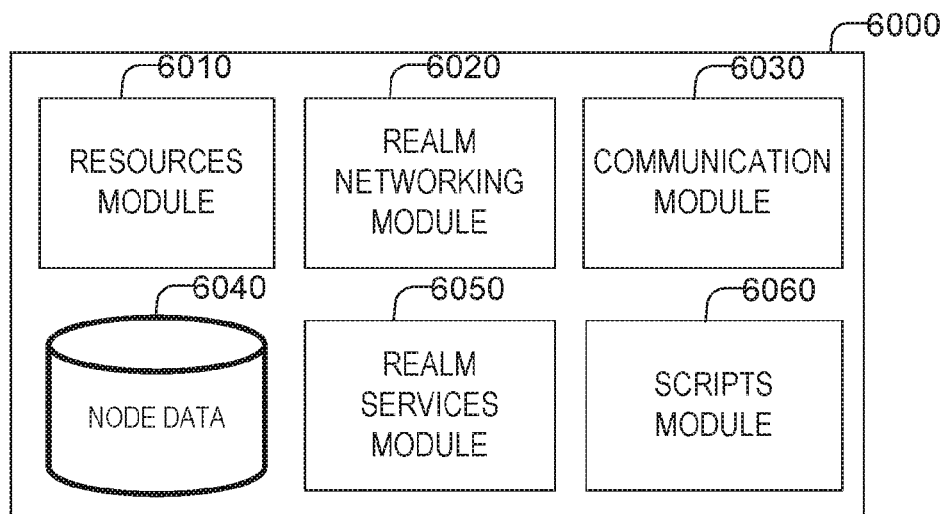 6000
6010
6020
6030
RESOURCES
MODULE
REALM
NETWORKING
MODULE
COMMUNICATION
MODULE
6040
6050
6060
NODE DATA
REALM
SERVICES
MODULE
SCRIPTS
MODULE